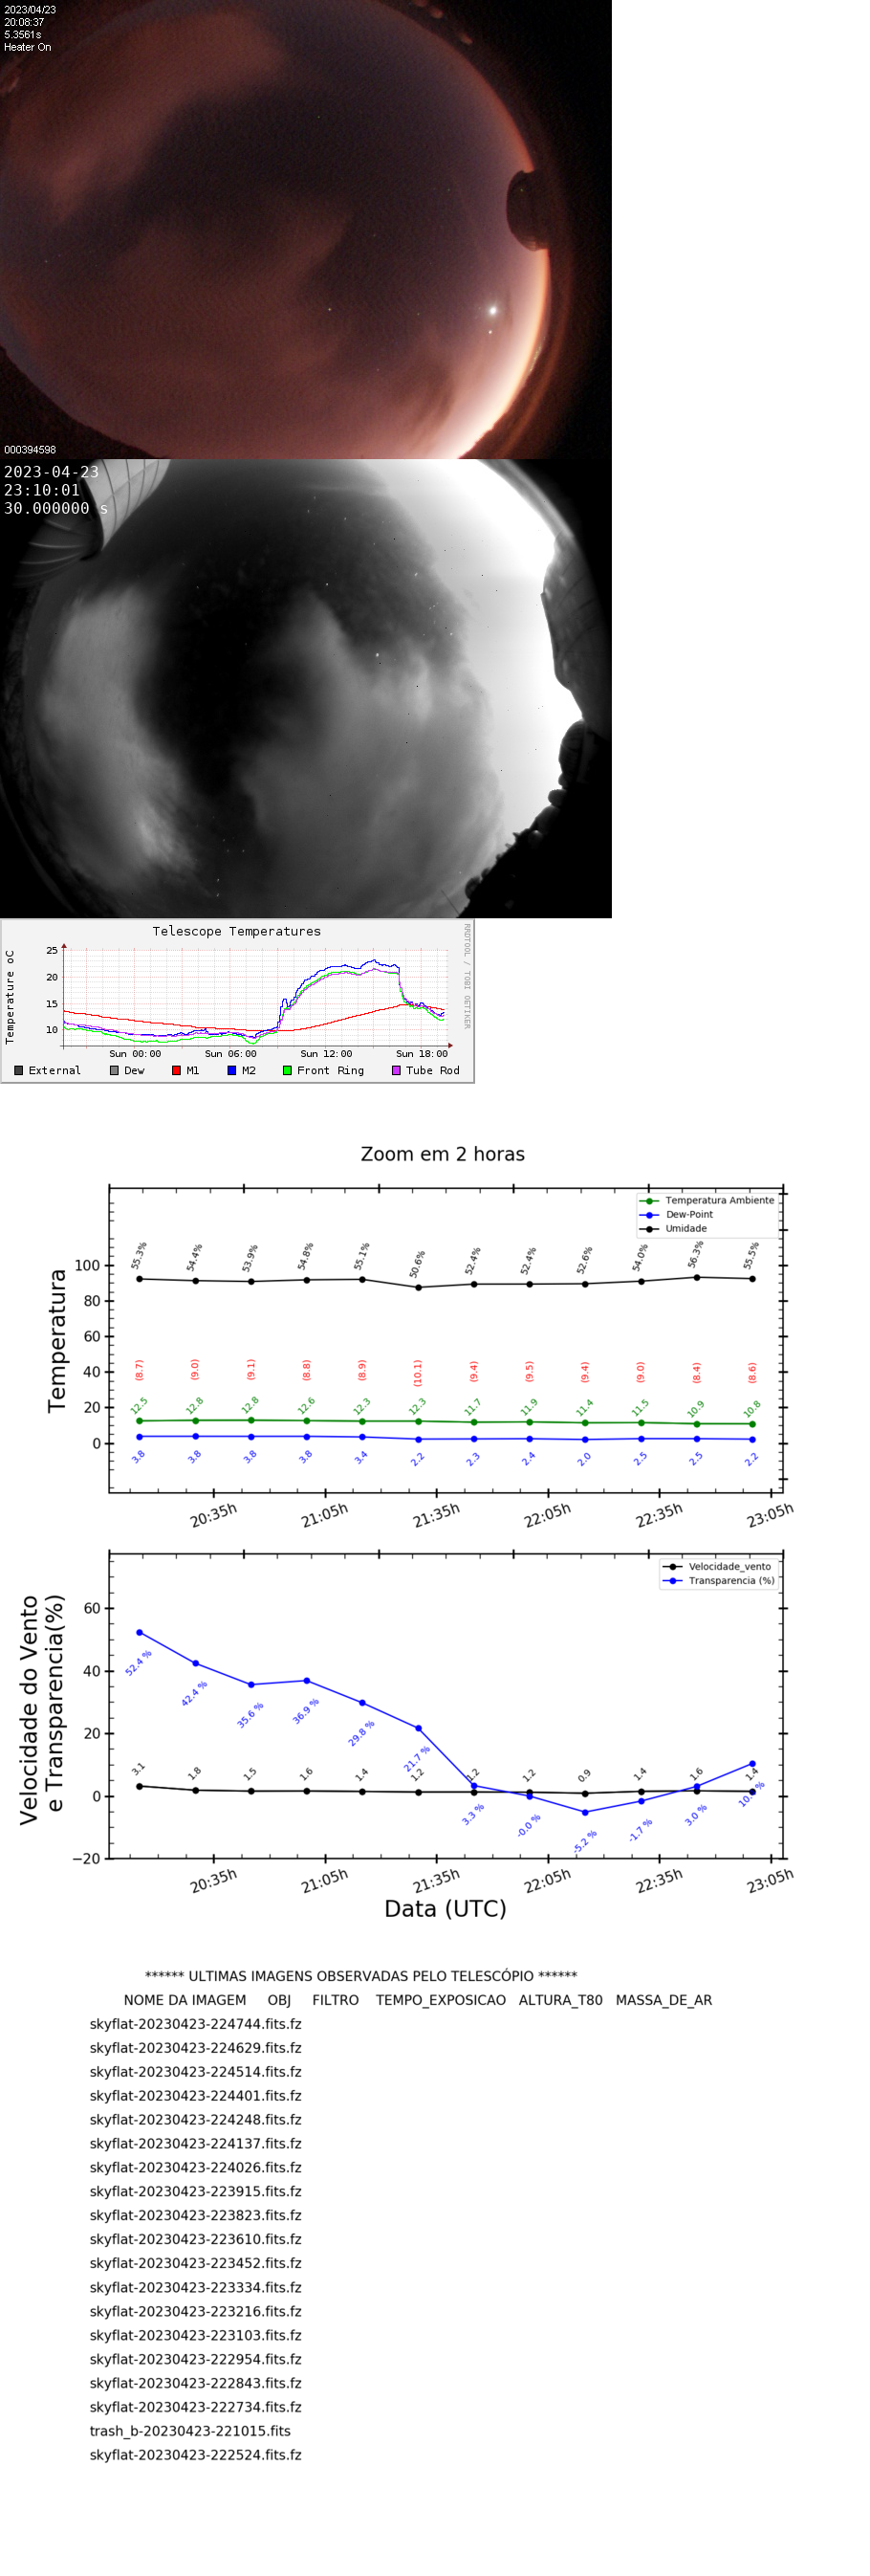 2023/04/23
20:08:37
5.3561s
Heater On
000394598
2023-04-23
23:10:01
30.000000 s
Telescope Temperatures
RRDTOOL / TOBI OETIKER
Temperature oC
25
20
15
10
Sun 00:00 Sun 06:00 Sun 12:00 Sun 18:00
External Dew M1 M2 Front Ring Tube Rod
Zoom em 2 horas
Temperatura Ambiente
Dew-Point
Umidade
Temperatura
100
80
60
40
20
0
55.3% 54.4% 53.9% 54.8% 55.1% 50.6% 52.4% 52.4% 52.6% 54.0% 56.3% 55.5%
(8.7) (9.0) (9.1) (8.8) (8.9) (10.1) (9.4) (9.5) (9.4) (9.0) (8.4) (8.6)
12.5 12.8 12.8 12.6 12.3 12.3 11.7 11.9 11.4 11.5 10.9 10.8
3.8 3.8 3.8 3.8 3.4 2.2 2.3 2.4 2.0 2.5 2.5 2.2
20:35h 21:05h 21:35h 22:05h 22:35h 23:05h
Velocidade_vento
Transparencia (%)
Velocidade do Vento
e Transparencia(%)
60
40
20
0
−20
52.4 % 42.4 % 35.6 % 36.9 % 29.8 % 21.7 % 3.3 % -0.0 % -5.2 % -1.7 % 3.0 %
3.1 1.8 1.5 1.6 1.4 1.2 1.2 1.2 0.9 1.4 1.6 1.4
20:35h 21:05h 21:35h 22:05h 22:35h 23:05h
Data (UTC)
****** ULTIMAS IMAGENS OBSERVADAS PELO TELESCÓPIO ******
NOME DA IMAGEM OBJ FILTRO TEMPO_EXPOSICAO ALTURA_T80 MASSA_DE_AR
skyflat-20230423-224744.fits.fz
skyflat-20230423-224629.fits.fz
skyflat-20230423-224514.fits.fz
skyflat-20230423-224401.fits.fz
skyflat-20230423-224248.fits.fz
skyflat-20230423-224137.fits.fz
skyflat-20230423-224026.fits.fz
skyflat-20230423-223915.fits.fz
skyflat-20230423-223823.fits.fz
skyflat-20230423-223610.fits.fz
skyflat-20230423-223452.fits.fz
skyflat-20230423-223334.fits.fz
skyflat-20230423-223216.fits.fz
skyflat-20230423-223103.fits.fz
skyflat-20230423-222954.fits.fz
skyflat-20230423-222843.fits.fz
skyflat-20230423-222734.fits.fz
trash_b-20230423-221015.fits
skyflat-20230423-222524.fits.fz